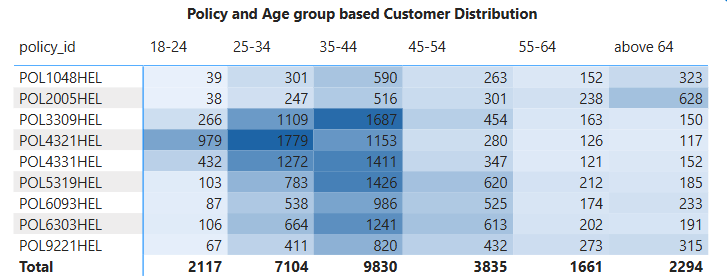 Policy and Age group based Customer Distribution
policy_id 18-24 25-34 35-44 45-54 55-64 above 64
POL1048HEL 39 301 590 263 152 323
POL2005HEL 38 247 516 301 238 628
POL3309HEL 266 1109 1687 454 163 150
POL4321HEL 979 1779 1153 280 126 117
POL4331HEL 432 1272 1411 347 121 152
POL5319HEL 103 783 1426 620 212 185
POL6093HEL 87 538 986 525 174 233
POL6303HEL 106 664 1241 613 202 191
POL9221HEL 67 411 820 432 273 315
Total 2117 7104 9830 3835 1661 2294